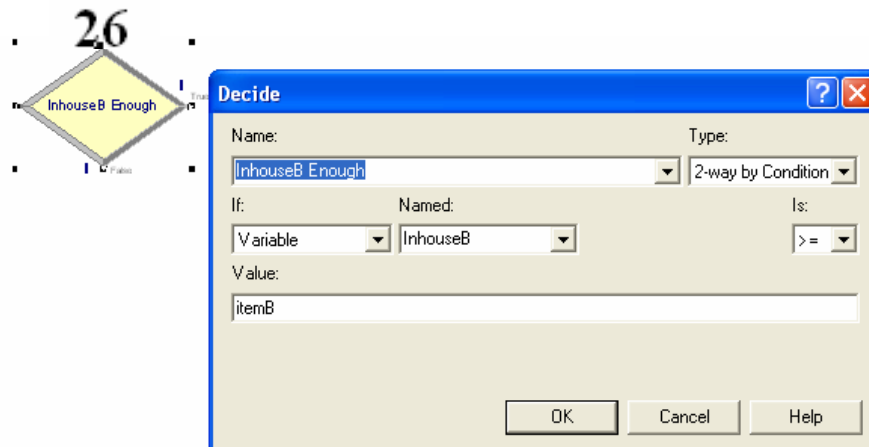 26
InhouseB Enough
True
False
Decide
Name:
Type:
InhouseB Enough
2-way by Condition
If:
Named:
Is:
Variable
InhouseB
>=
Value:
itemB
OK
Cancel
Help